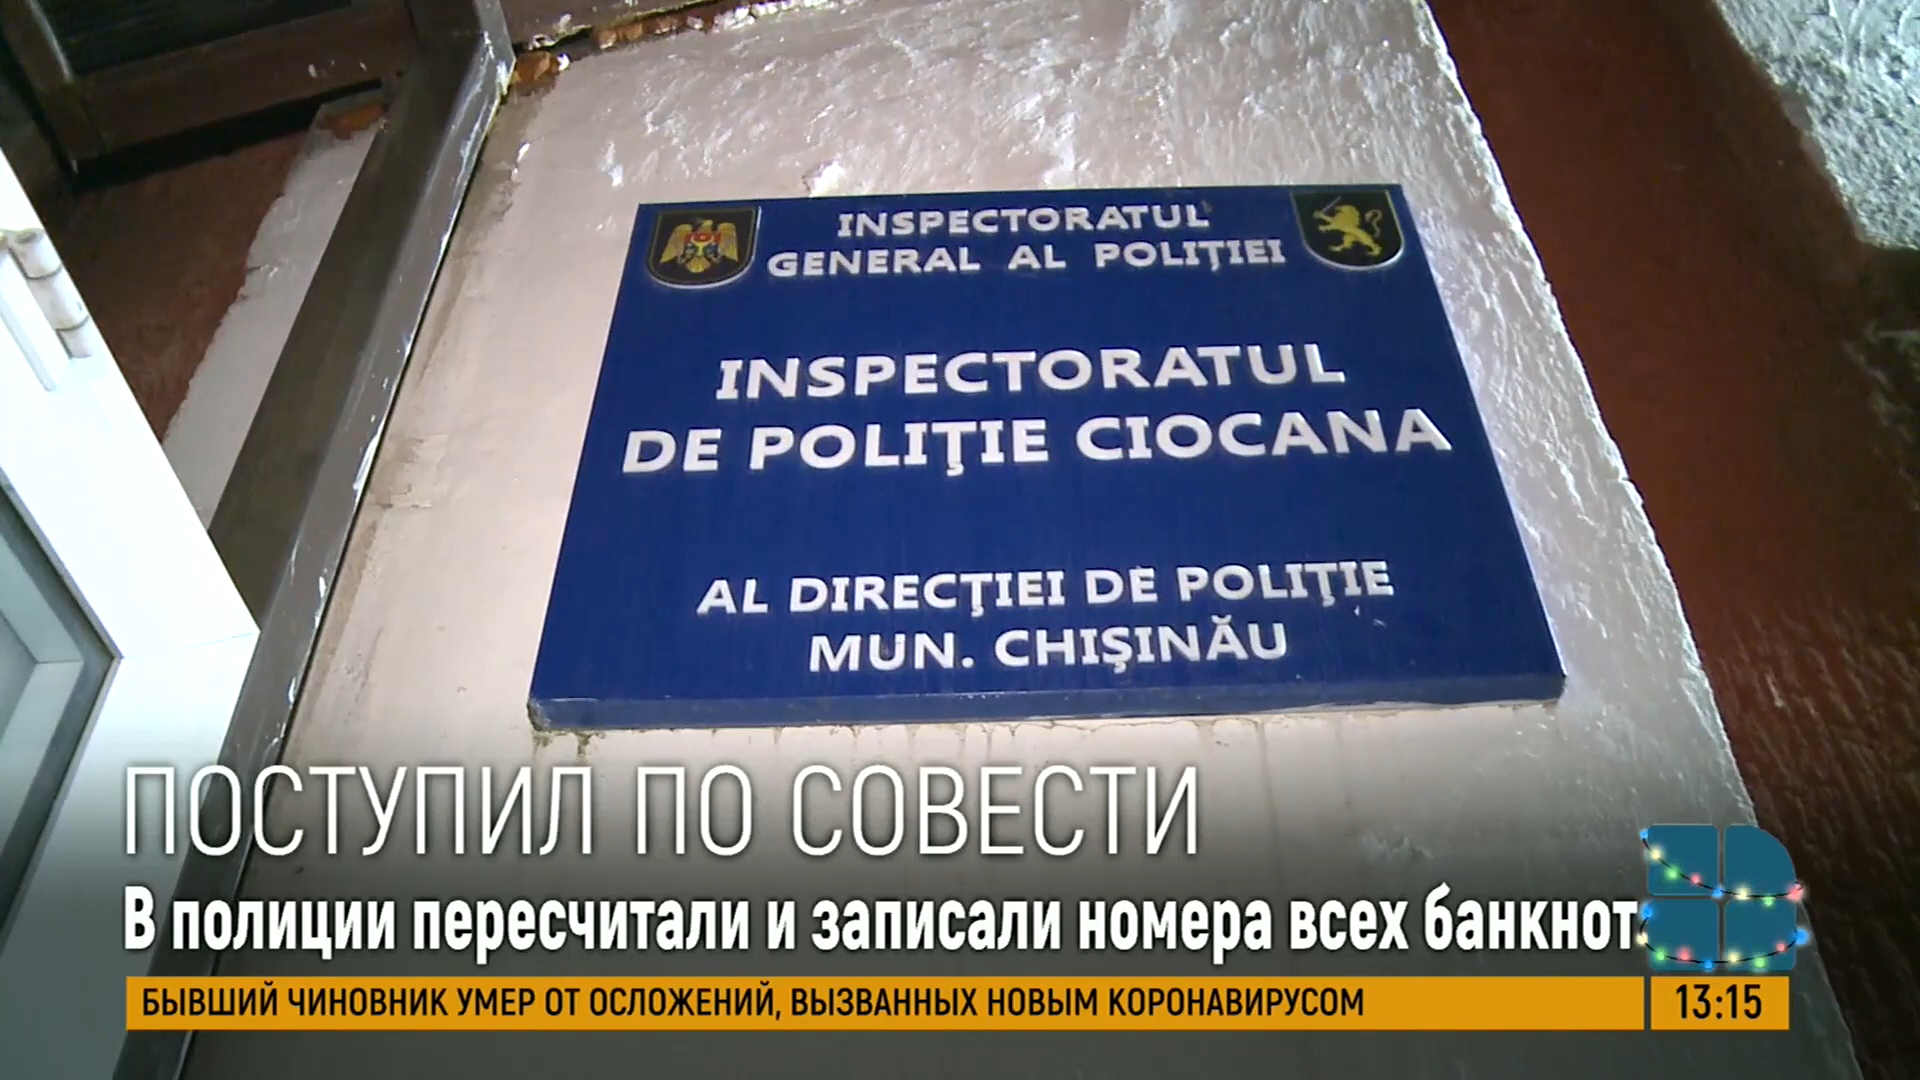 INSPECTORATUL
GENERAL AL POLIŢIEI
INSPECTORATUL
DE POLIŢIE CIOCANA
AL DIRECŢIEI DE POLIŢIE
MUN. CHIŞINĂU
ПОСТУПИЛ ПО СОВЕСТИ
В полиции пересчитали и записали номера всех банкнот
БЫВШИЙ ЧИНОВНИК УМЕР ОТ ОСЛОЖЕНИЙ, ВЫЗВАННЫХ НОВЫМ КОРОНАВИРУСОМ
13:15